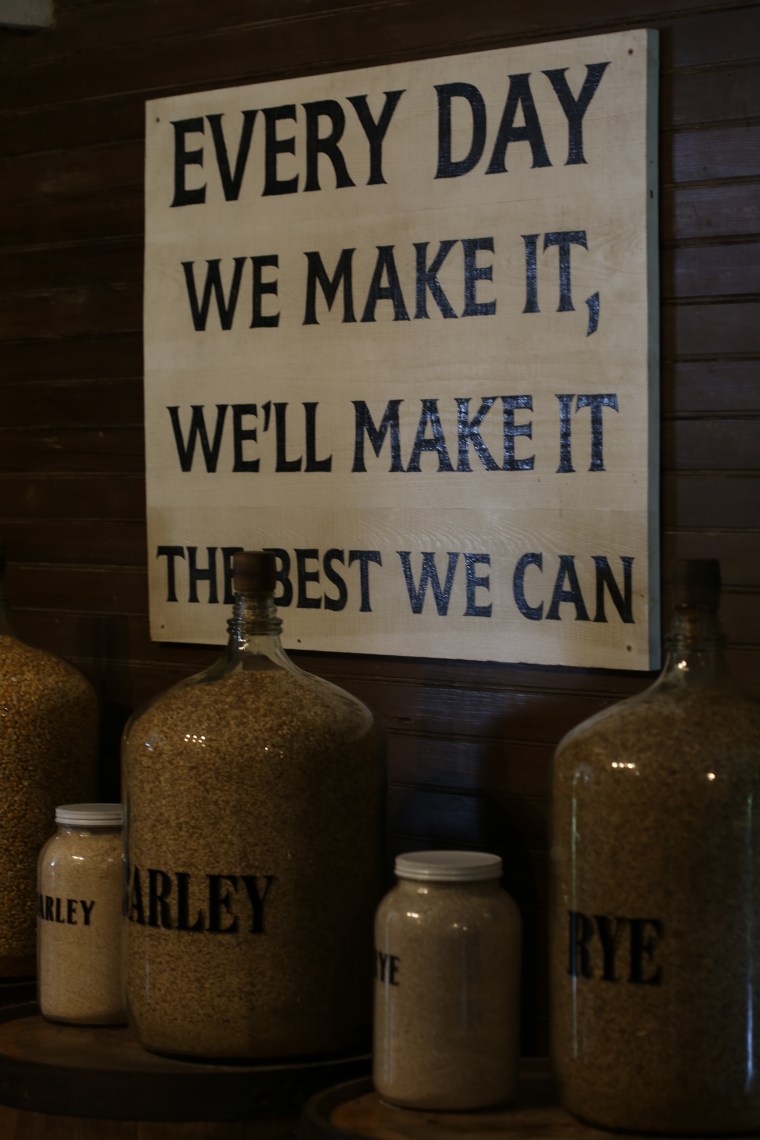 EVERY DAY
WE MAKE IT,
WE'LL MAKE IT
THE BEST WE CAN
ARLEY
ARLEY
YE
RYE